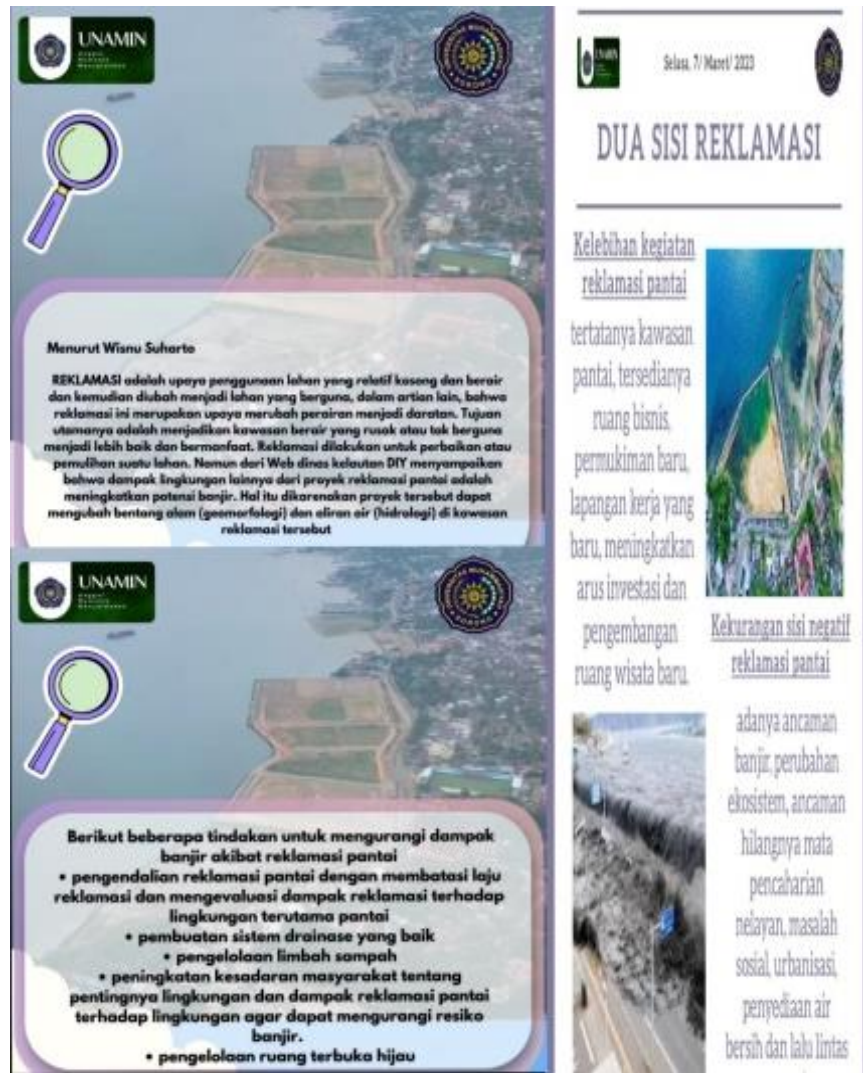 UNAMIN
Menurut Wisnu Suharto
REKLAMASI adalah upaya penggunaan lahan yang relatif kosong dan berair
dan kemudian diubah menjadi lahan yang berguna, dalam artian lain, bahwa
reklamasi ini merupakan upaya merubah perairan menjadi daratan. Tujuan
utamanya adalah menjadikan kawasan berair yang rusak atau tak berguna
menjadi lebih baik dan bermanfaat. Reklamasi dilakukan untuk perbaikan atau
pemulihan suatu lahan. Namun dari Web dinas kelautan DIY menyampaikan
bahwa dampak lingkungan lainnya dari proyek reklamasi pantai adalah
meningkatkan potensi banjir. Hal itu dikarenakan proyek tersebut dapat
mengubah bentang alam (geomorfologi) dan aliran air (hidrologi) di kawasan
reklamasi tersebut
UNAMIN
Berikut beberapa tindakan untuk mengurangi dampak
banjir akibat reklamasi pantai
• pengendalian reklamasi pantai dengan membatasi laju
reklamasi dan mengevaluasi dampak reklamasi terhadap
lingkungan terutama pantai
• pembuatan sistem drainase yang baik
• pengelolaan limbah sampah
• peningkatan kesadaran masyarakat tentang
pentingnya lingkungan dan dampak reklamasi pantai
terhadap lingkungan agar dapat mengurangi resiko
banjir.
• pengelolaan ruang terbuka hijau
UNAMIN
Selasa, 7/ Maret/ 2023
DUA SISI REKLAMASI
Kelebihan kegiatan
reklamasi pantai
tertatanya kawasan
pantai, tersedianya
ruang bisnis,
permukiman baru,
lapangan kerja yang
baru, meningkatkan
arus investasi dan
pengembangan
ruang wisata baru.
Kekurangan sisi negatif
reklamasi pantai
adanya ancaman
banjir, perubahan
ekosistem, ancaman
hilangnya mata
pencaharian
nelayan, masalah
sosial, urbanisasi,
penyediaan air
bersih dan lalu lintas